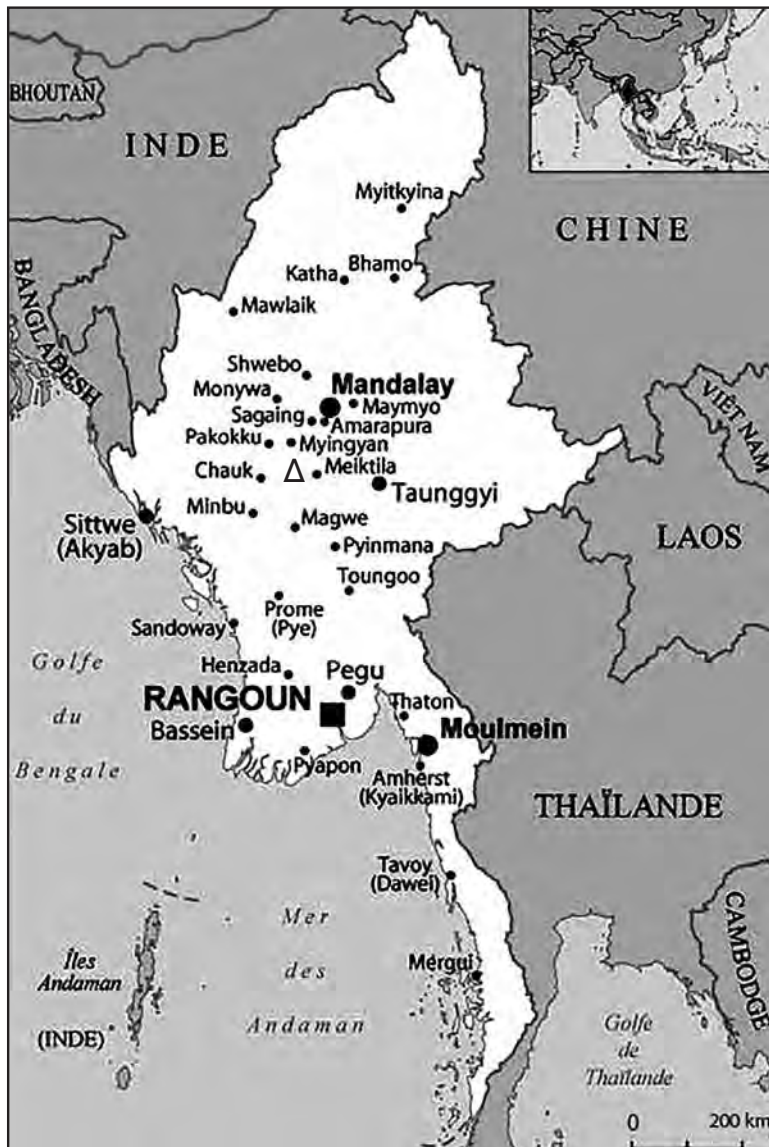 BHOUTAN
INDE
Myitkyina
CHINE
Katha
Bhamo
BANGLADESH
Mawlaik
Shwebo
Mandalay
Monywa
Maymyo
VIÊT NAM
Sagaing
Amarapura
Pakokku
Myingyan
Chauk
Δ
Meiktila
Taunggyi
Minbu
Magwe
Sittwe
(Akyab)
Pyinmana
LAOS
Toungoo
Prome
(Pye)
Sandoway
Golfe
du
Bengale
Henzada
Pegu
RANGOUN
Thaton
Bassein
Moulmein
Pyapon
Amherst
(Kyaikkami)
THAÏLANDE
Tavoy
(Dawei)
Mer
des
Andaman
Îles
Andaman
(INDE)
Mergui
CAMBODGE
Golfe
de
Thaïlande
0 200 km